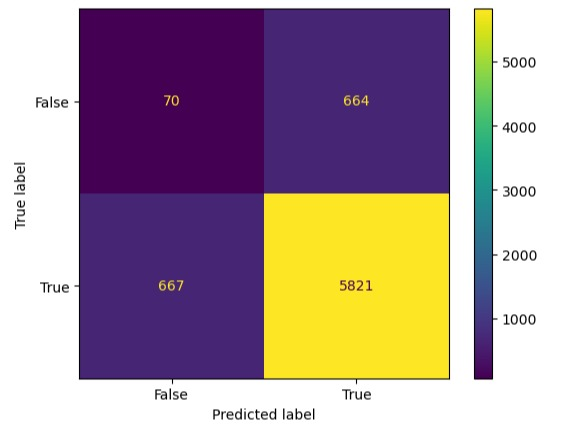 5000
False
70
664
4000
True label
3000
2000
True
667
5821
1000
False
True
Predicted label